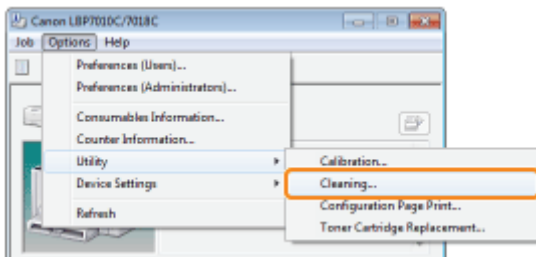 Canon LBP7010C/7018C
Job Options Help
Preferences (Users)...
Preferences (Administrators)...
Consumables Information...
Counter Information...
Utility
Device Settings
Refresh
Calibration...
Cleaning...
Configuration Page Print...
Toner Cartridge Replacement...